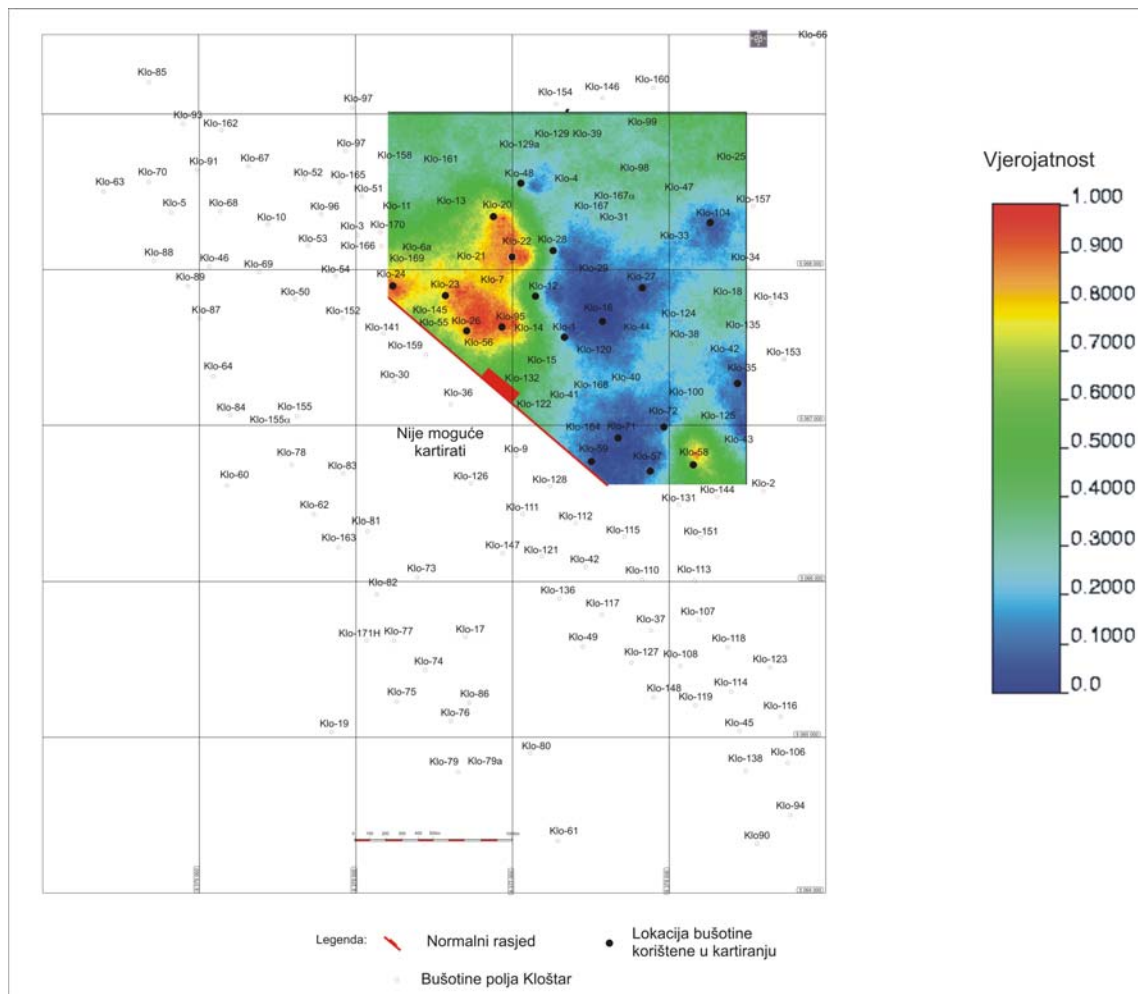 Klo-66
Klo-85
Klo-160
Klo-146
Klo-154
Klo-97
Klo-93
Klo-162
Klo-99
Klo-129
Klo-39
Klo-129a
Klo-97
Klo-158
Klo-161
Klo-25
Klo-91
Klo-67
Klo-98
Klo-70
Klo-52
Klo-165
Klo-48
Klo-4
Klo-63
Klo-51
Klo-47
Klo-167α
Klo-157
Klo-5
Klo-68
Klo-96
Klo-11
Klo-13
Klo-20
Klo-167
Klo-104
Klo-10
Klo-3
Klo-170
Klo-31
Klo-53
Klo-166
Klo-6a
Klo-22
Klo-28
Klo-33
Klo-88
Klo-46
Klo-69
Klo-169
Klo-21
Klo-34
Klo-54
Klo-24
Klo-29
Klo-89
Klo-7
Klo-27
Klo-50
Klo-23
Klo-12
Klo-18
Klo-143
Klo-87
Klo-152
Klo-145
Klo-16
Klo-124
Klo-141
Klo-55
Klo-26
Klo-95
Klo-14
Klo-1
Klo-44
Klo-38
Klo-135
Klo-159
Klo-56
Klo-120
Klo-42
Klo-153
Klo-64
Klo-30
Klo-15
Klo-132
Klo-168
Klo-40
Klo-35
Klo-36
Klo-41
Klo-100
Klo-84
Klo-155
Klo-122
Klo-72
Klo-125
Klo-155α
Klo-164
Klo-71
Klo-43
Nije moguće
kartirati
Klo-78
Klo-83
Klo-9
Klo-59
Klo-57
Klo-58
Klo-60
Klo-126
Klo-128
Klo-144
Klo-2
Klo-131
Klo-62
Klo-81
Klo-111
Klo-112
Klo-163
Klo-115
Klo-151
Klo-147
Klo-121
Klo-42
Klo-73
Klo-110
Klo-113
Klo-82
Klo-136
Klo-117
Klo-107
Klo-171H
Klo-77
Klo-17
Klo-49
Klo-37
Klo-118
Klo-74
Klo-127
Klo-108
Klo-123
Klo-75
Klo-86
Klo-148
Klo-119
Klo-114
Klo-76
Klo-116
Klo-19
Klo-45
Klo-80
Klo-79
Klo-79a
Klo-138
Klo-106
Klo-94
Klo-61
Klo90
Vjerojatnost
1.000
0.900
0.8000
0.7000
0.6000
0.5000
0.4000
0.3000
0.2000
0.1000
0.0
Legenda:
Normalni rasjed
Lokacija bušotine
korištene u kartiranju
Bušotine polja Kloštar